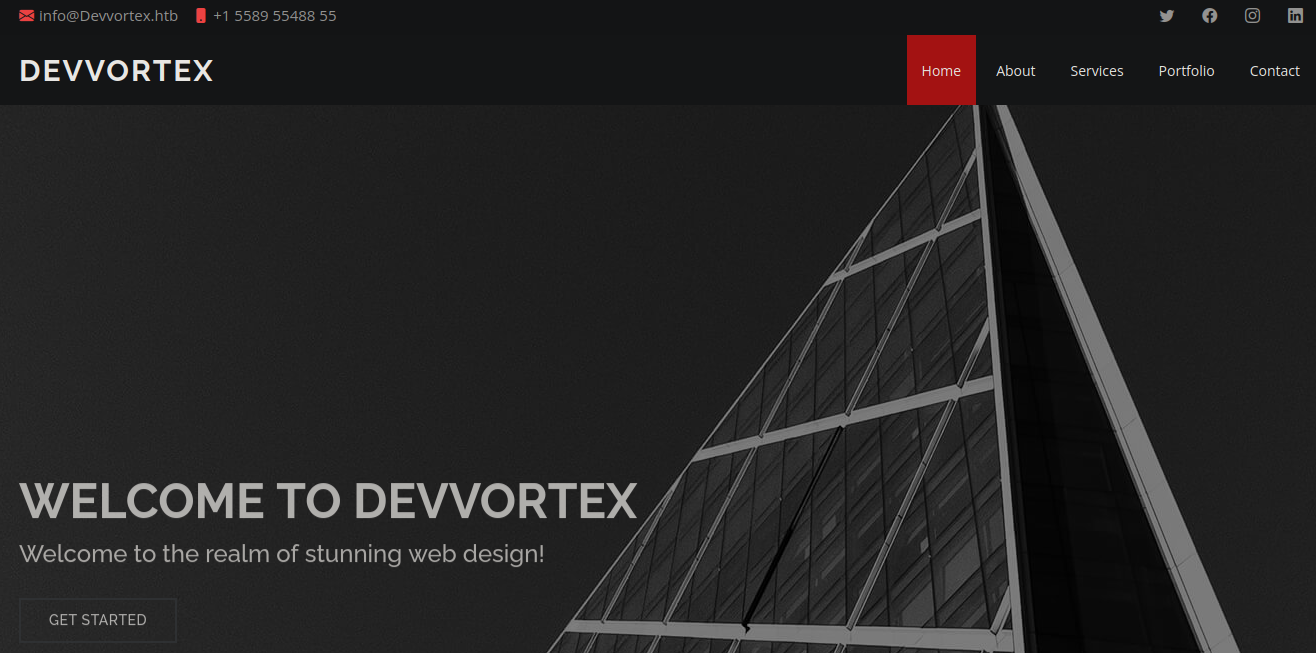 info@Devvortex.htb +1 5589 55488 55
DEVVORTEX
Home About Services Portfolio Contact
WELCOME TO DEVVORTEX
Welcome to the realm of stunning web design!
GET STARTED